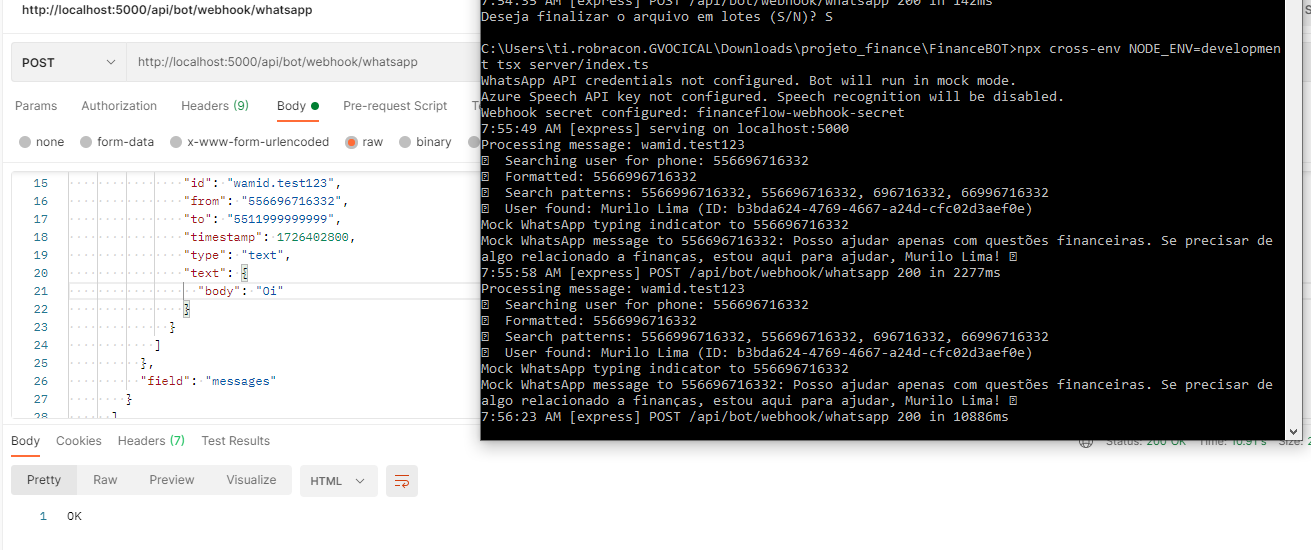 http://localhost:5000/api/bot/webhook/whatsapp
POST
http://localhost:5000/api/bot/webhook/whatsapp
Params
Authorization
Headers (9)
Body
Pre-request Script
none
form-data
x-www-form-urlencoded
raw
binary
15 "id": "wamid.test123",
16 "from": "556696716332",
17 "to": "5511999999999",
18 "timestamp": 1726402800,
19 "type": "text",
20 "text": {
21 "body": "Oi"
22 }
23 }
24 ]
25 },
26 "field": "messages"
27 }
28 ]
Body
Cookies
Headers (7)
Test Results
Status: 200 OK
Time: 10.91 s
Size:
Pretty
Raw
Preview
Visualize
HTML
1 OK
7:54:35 AM [express] POST /api/bot/webhook/whatsapp 200 in 142ms
Deseja finalizar o arquivo em lotes (S/N)? S
C:\Users\ti.robracon.GVOCICAL\Downloads\projeto_finance\FinanceBOT>npx cross-env NODE_ENV=developmen
t tsx server/index.ts
WhatsApp API credentials not configured. Bot will run in mock mode.
Azure Speech API key not configured. Speech recognition will be disabled.
Webhook secret configured: financeflow-webhook-secret
7:55:49 AM [express] serving on localhost:5000
Processing message: wamid.test123
Searching user for phone: 556696716332
Formatted: 5566996716332
Search patterns: 5566996716332, 556696716332, 696716332, 66996716332
User found: Murilo Lima (ID: b3bda624-4769-4667-a24d-cfc02d3aef0e)
Mock WhatsApp typing indicator to 556696716332
Mock WhatsApp message to 556696716332: Posso ajudar apenas com questões financeiras. Se precisar de
algo relacionado a finanças, estou aqui para ajudar, Murilo Lima!
7:55:58 AM [express] POST /api/bot/webhook/whatsapp 200 in 2277ms
Processing message: wamid.test123
Searching user for phone: 556696716332
Formatted: 5566996716332
Search patterns: 5566996716332, 556696716332, 696716332, 66996716332
User found: Murilo Lima (ID: b3bda624-4769-4667-a24d-cfc02d3aef0e)
Mock WhatsApp typing indicator to 556696716332
Mock WhatsApp message to 556696716332: Posso ajudar apenas com questões financeiras. Se precisar de
algo relacionado a finanças, estou aqui para ajudar, Murilo Lima!
7:56:23 AM [express] POST /api/bot/webhook/whatsapp 200 in 10886ms